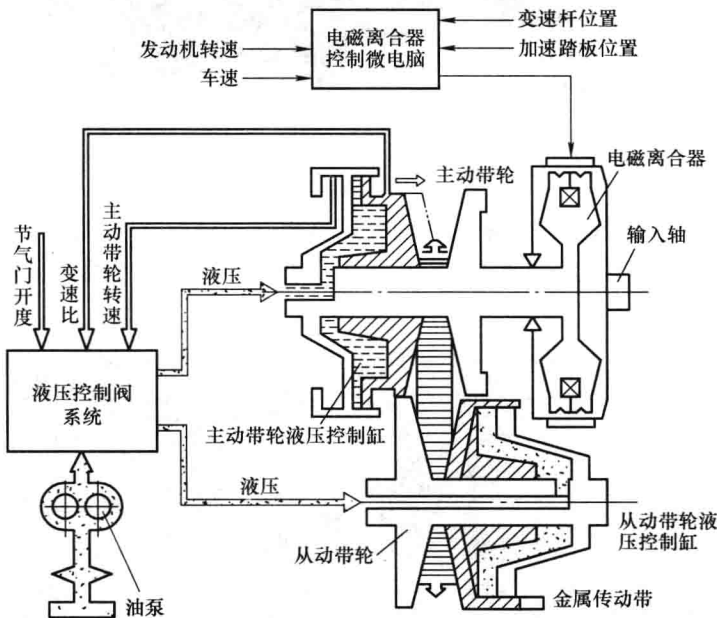 变速杆位置
发动机转速
电磁离合器
控制微电脑
加速踏板位置
车速
电磁离合器
主动带轮
输入轴
节气门开度
变速比
主动带轮转速
液压
液压控制阀
系统
主动带轮液压控制缸
液压
从动带轮
从动带轮液
压控制缸
金属传动带
油泵